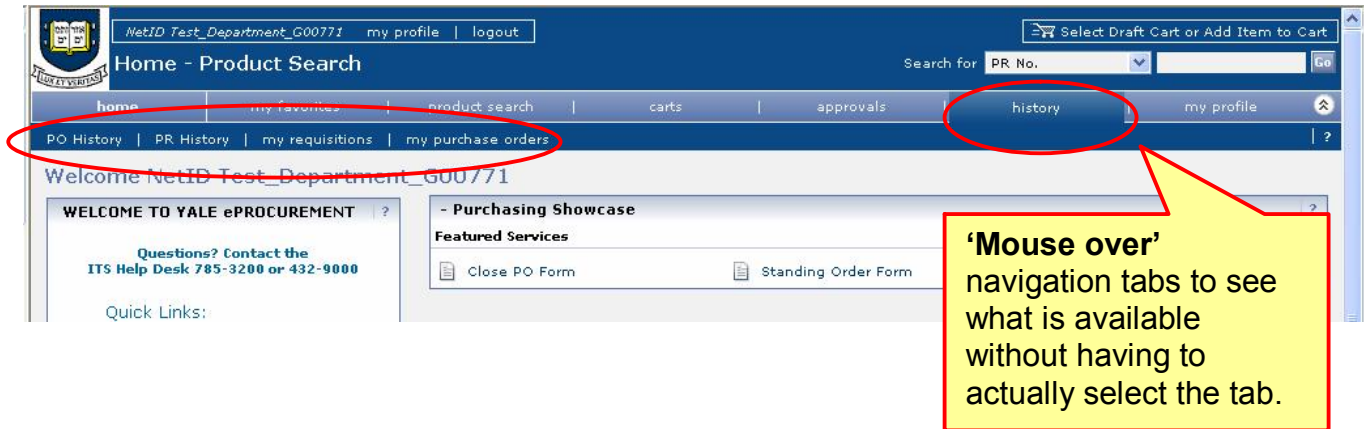 NetID Test_Department_G00771 my profile | logout
Select Draft Cart or Add Item to Cart
Home - Product Search
Search for PR No. Go
LUX ET VERITAS
home | my favorites | product search | carts | approvals | history | my profile
PO History | PR History | my requisitions | my purchase orders | ?
Welcome NetID Test_Department_G00771
WELCOME TO YALE ePROCUREMENT ?
- Purchasing Showcase ?
Featured Services
Questions? Contact the
ITS Help Desk 785-3200 or 432-9000
Close PO Form
Standing Order Form
Quick Links:
‘Mouse over’
navigation tabs to see
what is available
without having to
actually select the tab.